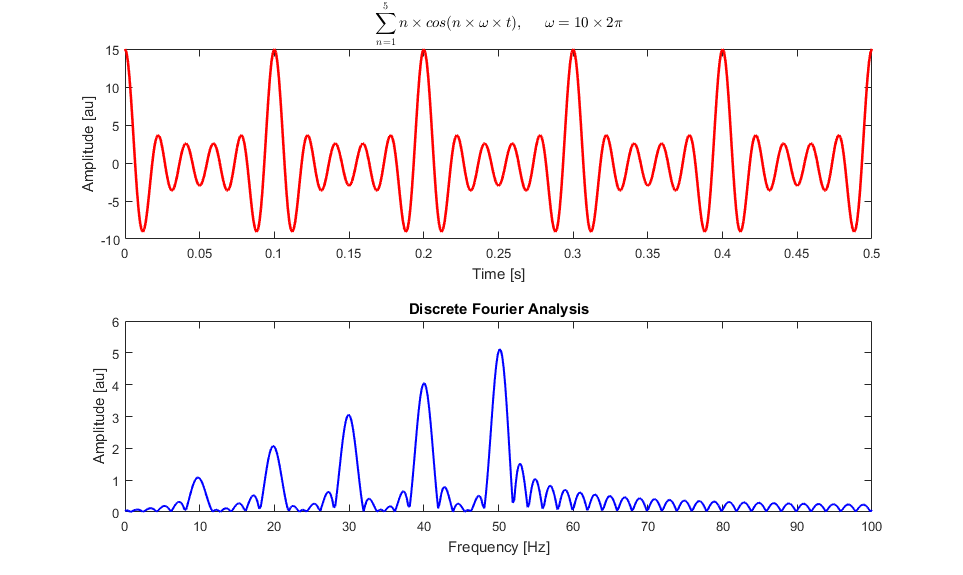 5
∑ n × cos(n × ω × t), ω = 10 × 2π
n=1
15
10
5
0
-5
-10
Amplitude [au]
0 0.05 0.1 0.15 0.2 0.25 0.3 0.35 0.4 0.45 0.5
Time [s]
Discrete Fourier Analysis
6
5
4
3
2
1
0
Amplitude [au]
0 10 20 30 40 50 60 70 80 90 100
Frequency [Hz]